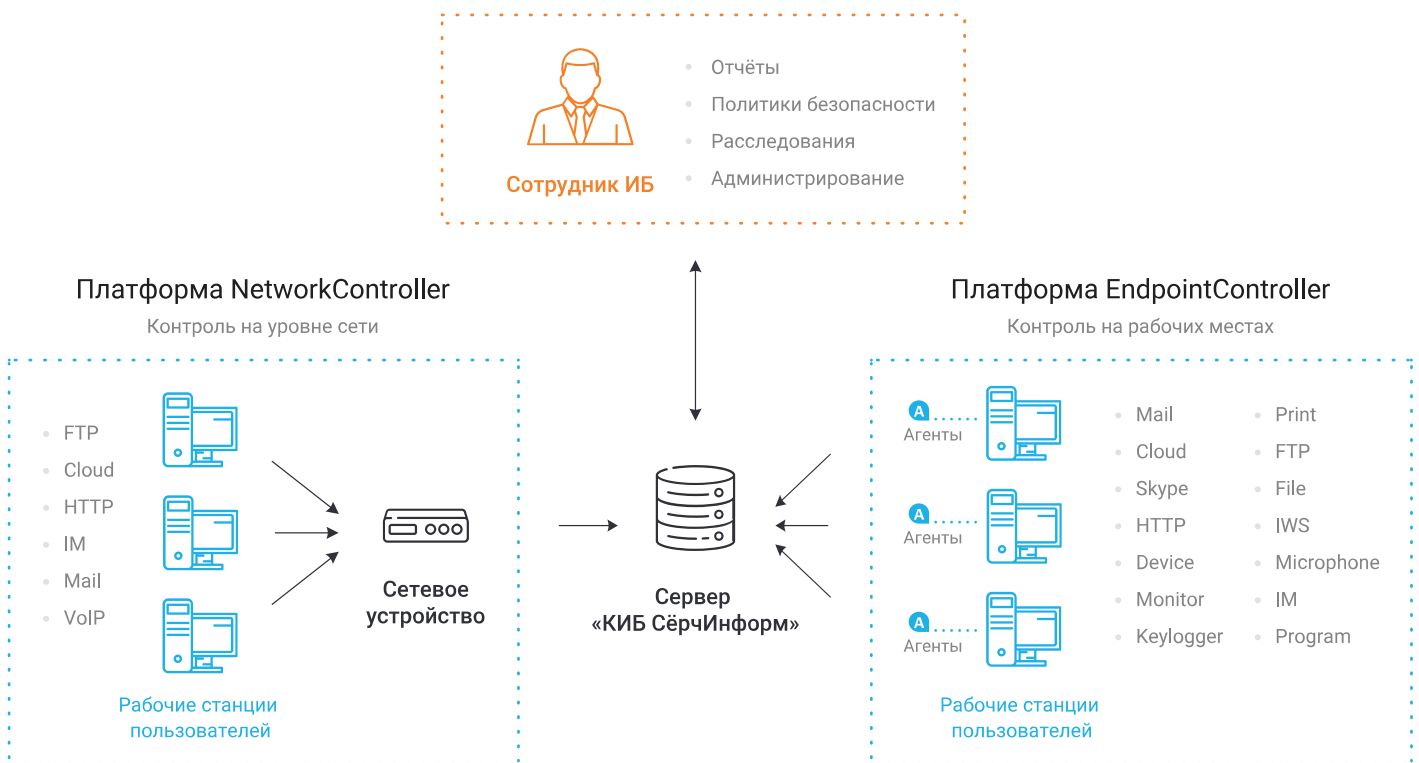 Отчёты
Политики безопасности
Расследования
Администрирование
Сотрудник ИБ
Платформа NetworkController
Контроль на уровне сети
FTP
Cloud
HTTP
IM
Mail
VoIP
Сетевое
устройство
Рабочие станции
пользователей
Сервер
«КИБ СёрчИнформ»
Платформа EndpointController
Контроль на рабочих местах
A
Агенты
A
Агенты
A
Агенты
Mail
Cloud
Skype
HTTP
Device
Monitor
Keylogger
Print
FTP
File
IWS
Microphone
IM
Program
Рабочие станции
пользователей